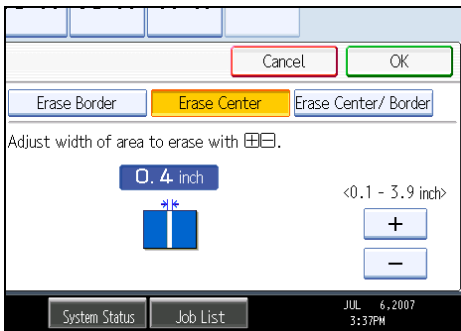 Cancel OK
Erase Border Erase Center Erase Center/ Border
Adjust width of area to erase with ⊞⊟.
0.4 inch
<0.1 - 3.9 inch>
+
−
System Status Job List JUL 6,2007
3:37PM